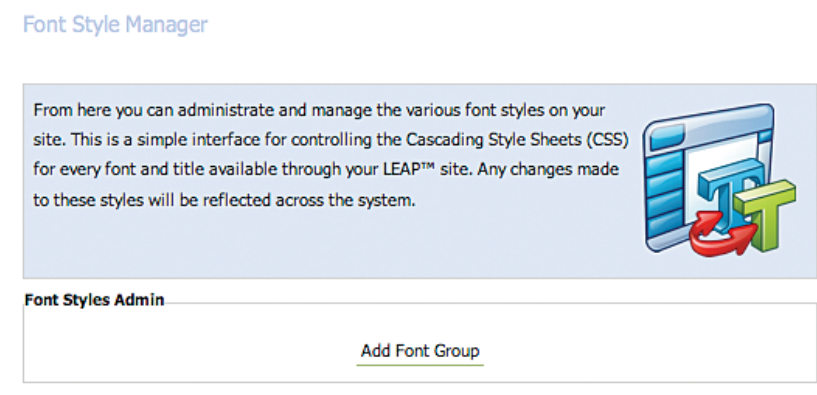 Font Style Manager
From here you can administrate and manage the various font styles on your
site. This is a simple interface for controlling the Cascading Style Sheets (CSS)
for every font and title available through your LEAP™ site. Any changes made
to these styles will be reflected across the system.
Font Styles Admin
Add Font Group